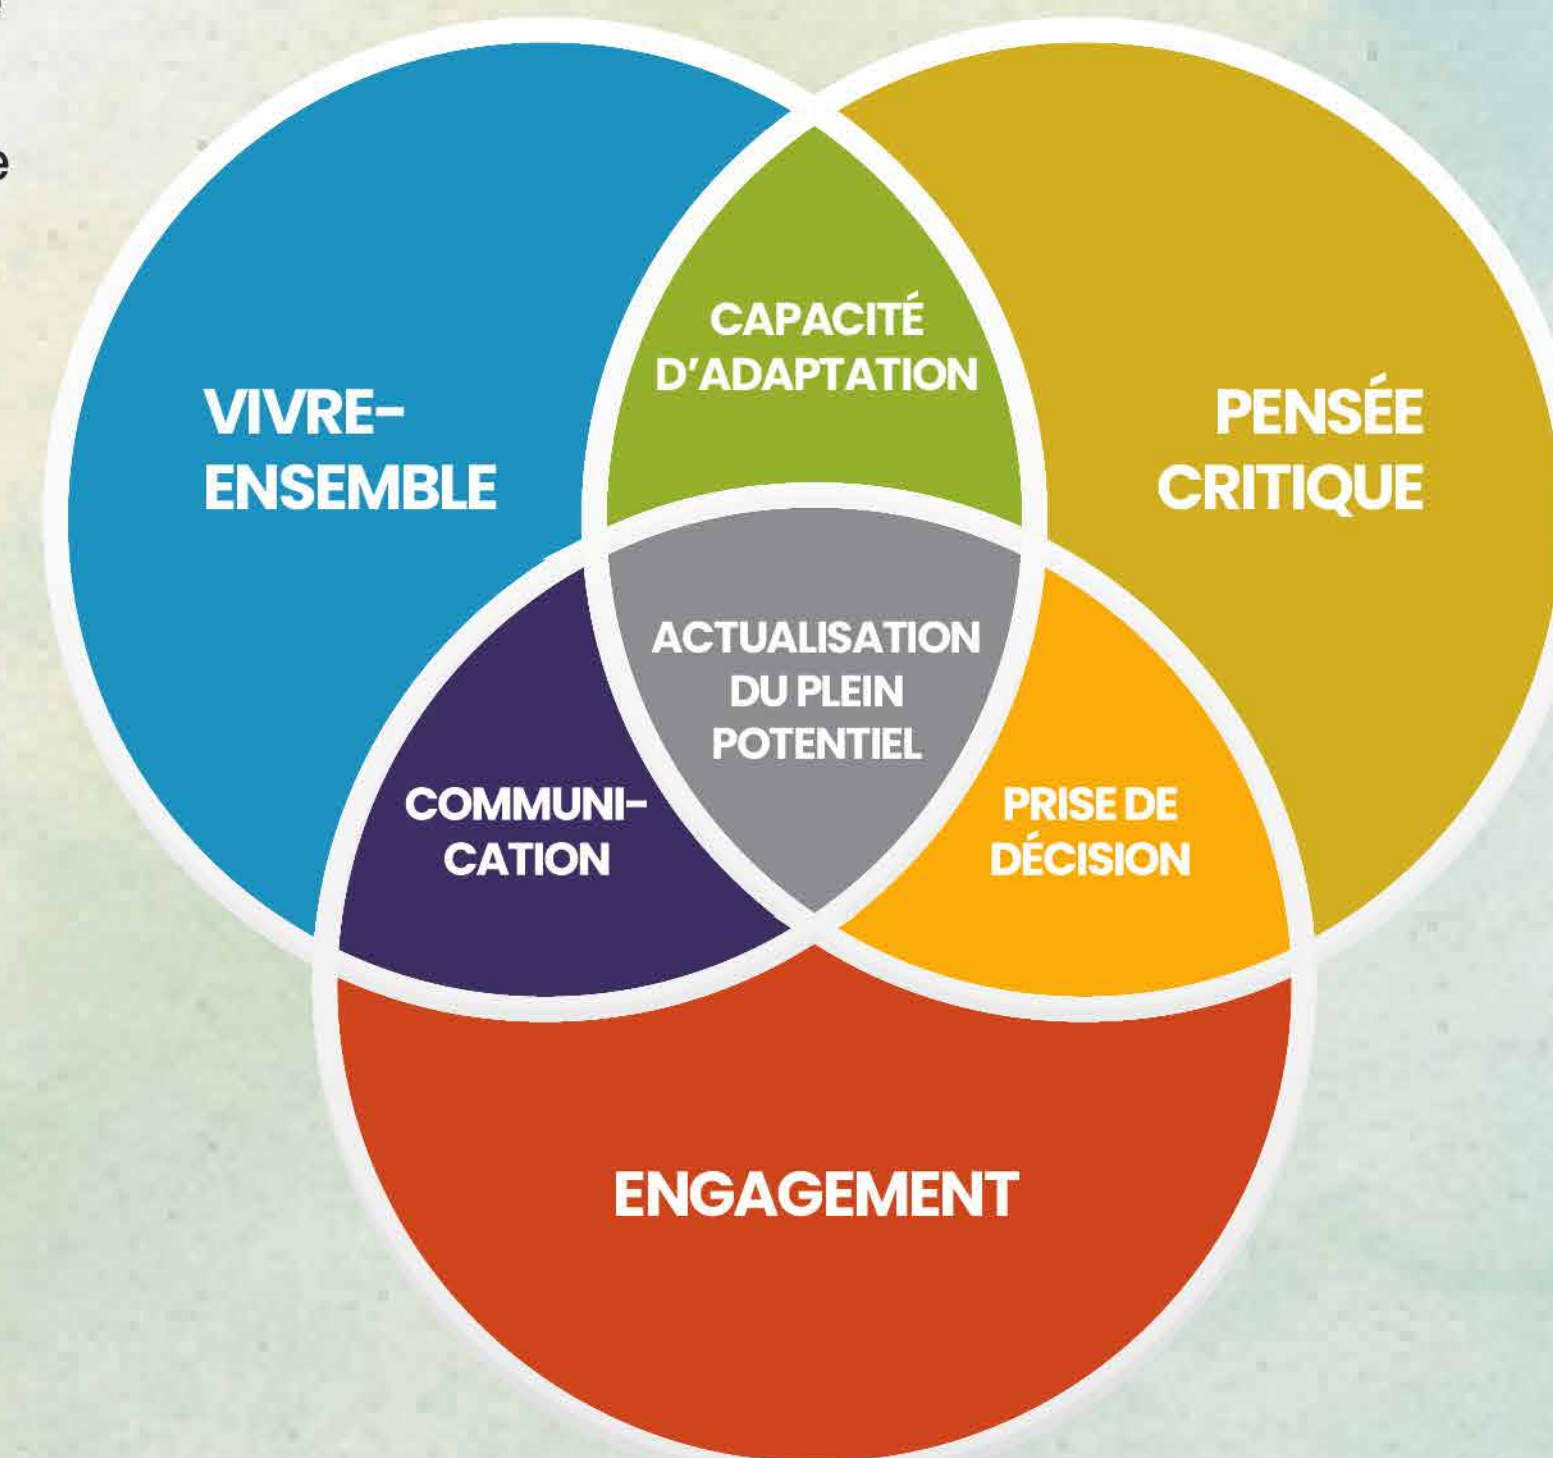 e
CAPACITÉ
D'ADAPTATION
VIVRE-
ENSEMBLE
PENSÉE
CRITIQUE
ACTUALISATION
DU PLEIN
POTENTIEL
COMMUNI-
CATION
PRISE DE
DÉCISION
ENGAGEMENT